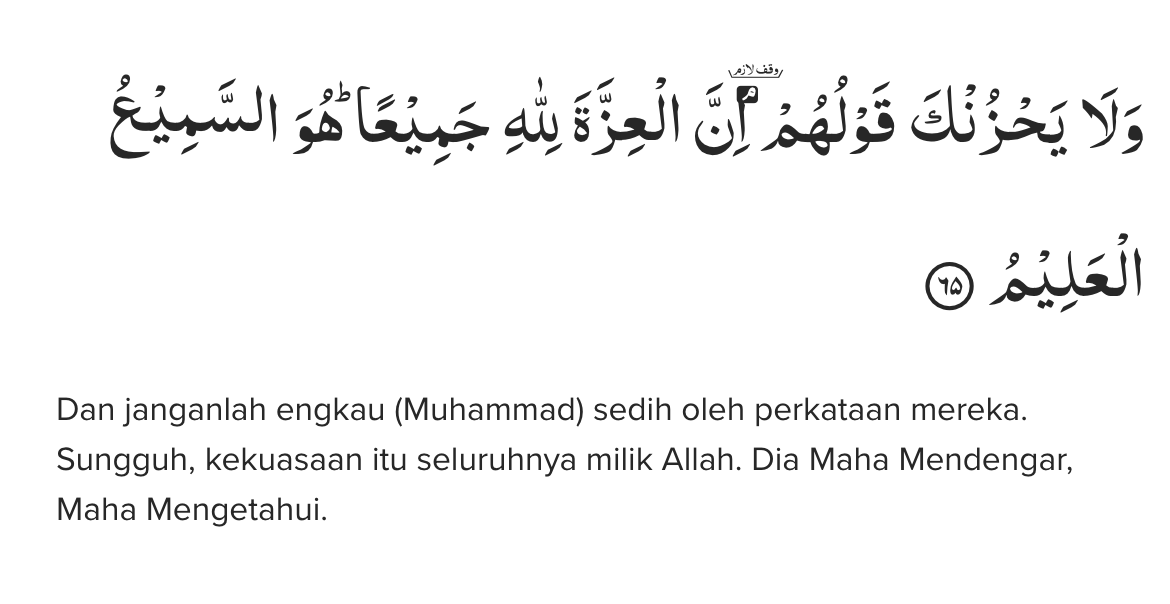 وَلَا يَحْزُنْكَ قَوْلُهُمْ ۘ اِنَّ الْعِزَّةَ لِلّٰهِ جَمِيْعًا ؕ هُوَ السَّمِيْعُ
وقف لازم
الْعَلِيْمُ ۶۵
Dan janganlah engkau (Muhammad) sedih oleh perkataan mereka.
Sungguh, kekuasaan itu seluruhnya milik Allah. Dia Maha Mendengar,
Maha Mengetahui.